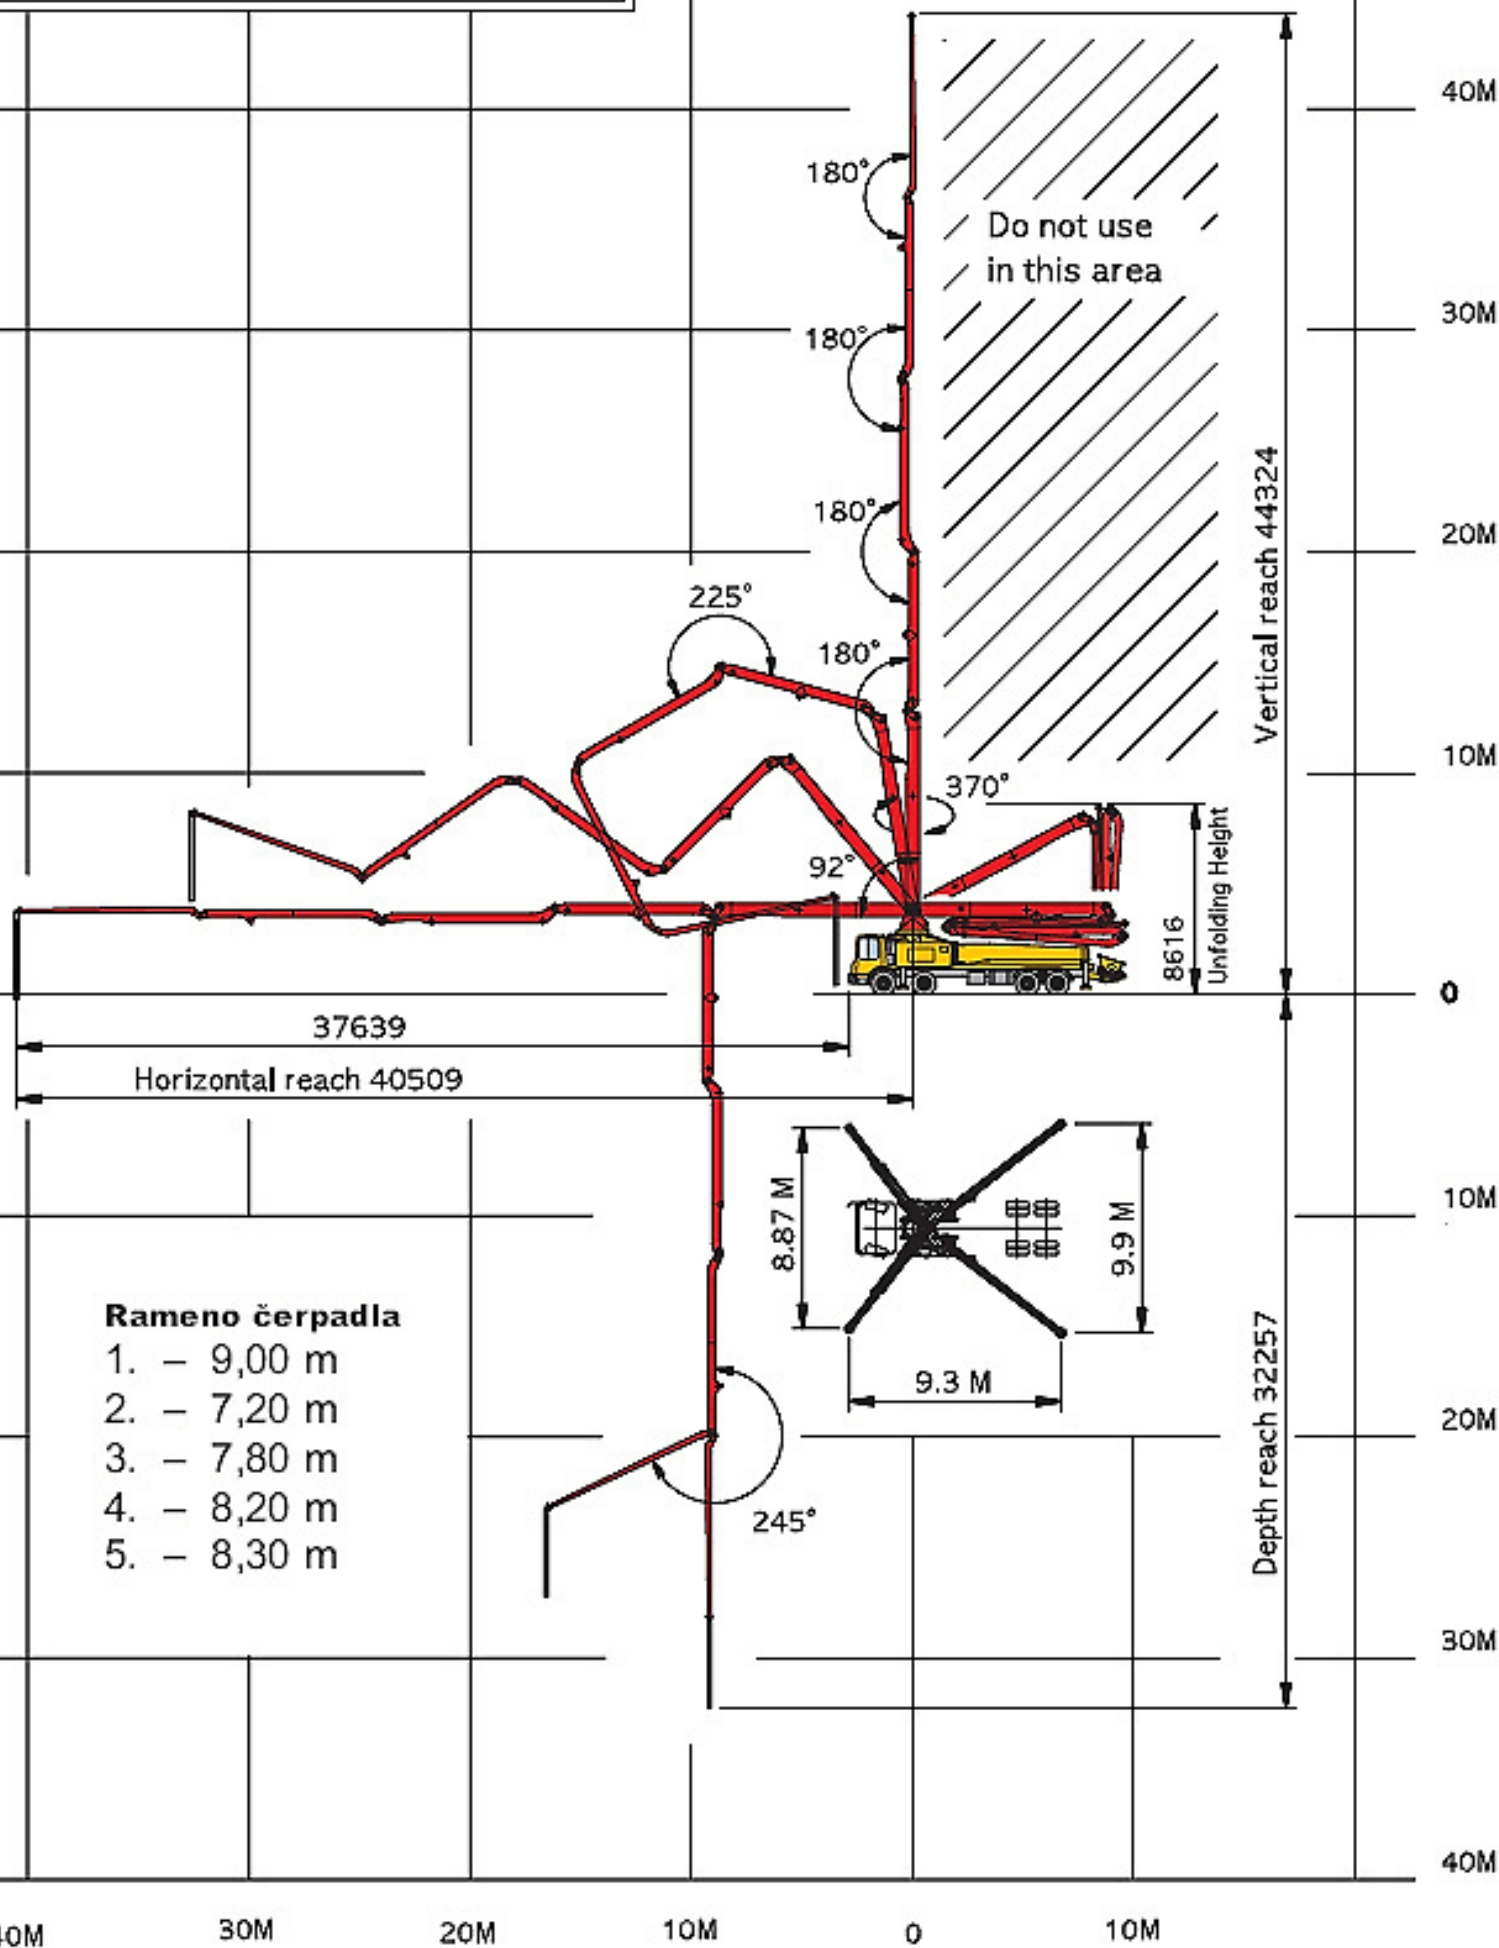 40M
180°
Do not use
in this area
30M
180°
Vertical reach 44324
180°
20M
225°
180°
10M
370°
92°
8616
Unfolding Height
0
37639
Horizontal reach 40509
8.87 M
9.9 M
10M
9.3 M
Rameno čerpadla
1. – 9,00 m
2. – 7,20 m
3. – 7,80 m
4. – 8,20 m
5. – 8,30 m
Depth reach 32257
20M
245°
30M
40M
40M 30M 20M 10M 0 10M